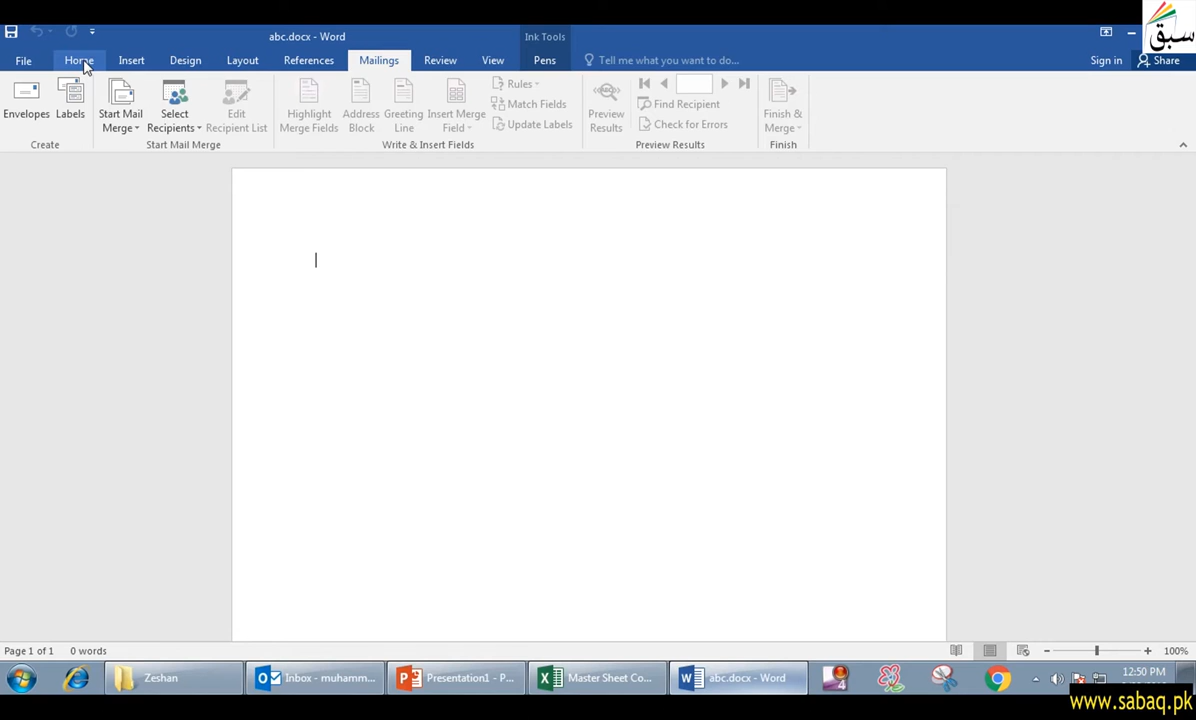 abc.docx - Word
Ink Tools
سبق
File
Home
Insert
Design
Layout
References
Mailings
Review
View
Pens
Tell me what you want to do...
Sign in
Share
Envelopes
Labels
Start Mail
Merge
Select
Recipients
Edit
Recipient List
Highlight
Merge Fields
Address
Block
Greeting
Line
Insert Merge
Field
Rules
Match Fields
Update Labels
Preview
Results
Find Recipient
Check for Errors
Finish &
Merge
Create
Start Mail Merge
Write & Insert Fields
Preview Results
Finish
Page 1 of 1
0 words
100%
Zeshan
Inbox - muhamm...
Presentation1 - P...
Master Sheet Co...
abc.docx - Word
12:50 PM
www.sabaq.pk